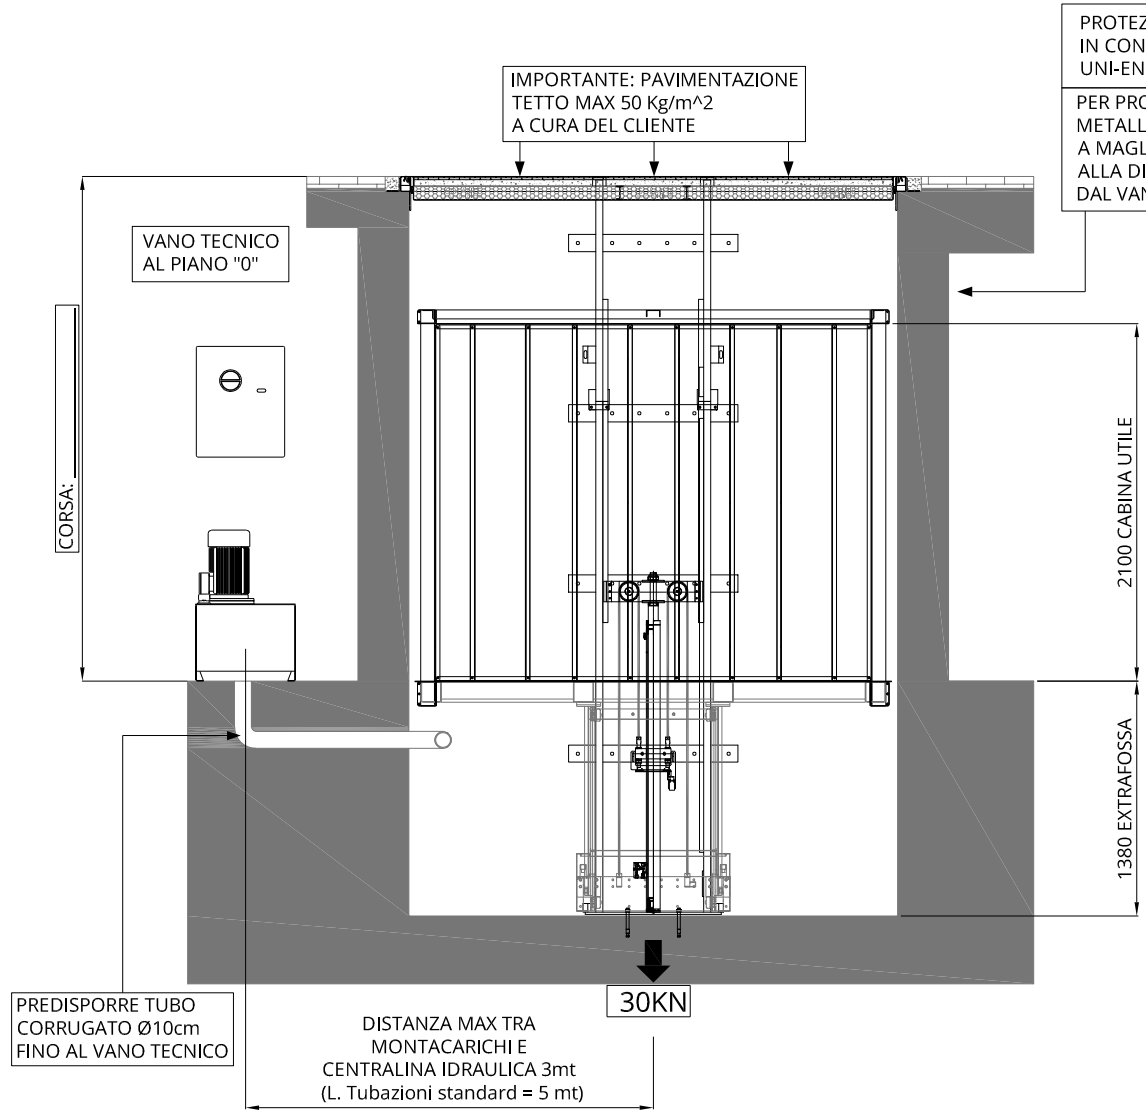 IMPORTANTE: PAVIMENTAZIONE
TETTO MAX 50 Kg/m^2
A CURA DEL CLIENTE
IN CON
UNI-EN
PER PRO
METALL
A MAGL
ALLA DI
DAL VAN
VANO TECNICO
AL PIANO "0"
CORSA:
2100 CABINA UTILE
1380 EXTRAFOSSA
30KN
PREDISPORRE TUBO
CORRUGATO Ø10cm
FINO AL VANO TECNICO
DISTANZA MAX TRA
MONTACARICHI E
CENTRALINA IDRAULICA 3mt
(L. Tubazioni standard = 5 mt)